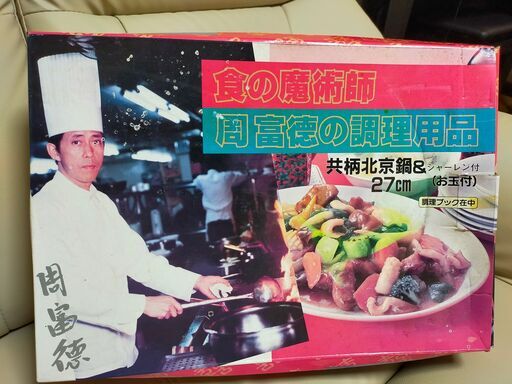 食の魔術師
周富徳の調理用品
共柄北京鍋&シャーレン付
27cm (お玉付)
調理ブック在中
周富徳